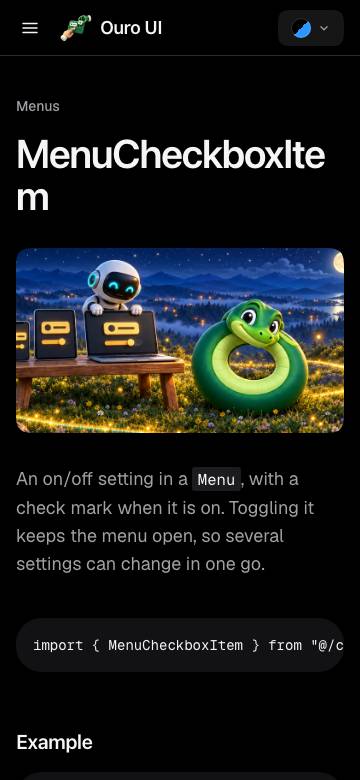 Ouro UI
Menus
MenuCheckboxIte
m
An on/off setting in a Menu, with a
check mark when it is on. Toggling it
keeps the menu open, so several
settings can change in one go.
import { MenuCheckboxItem } from "@/c
Example